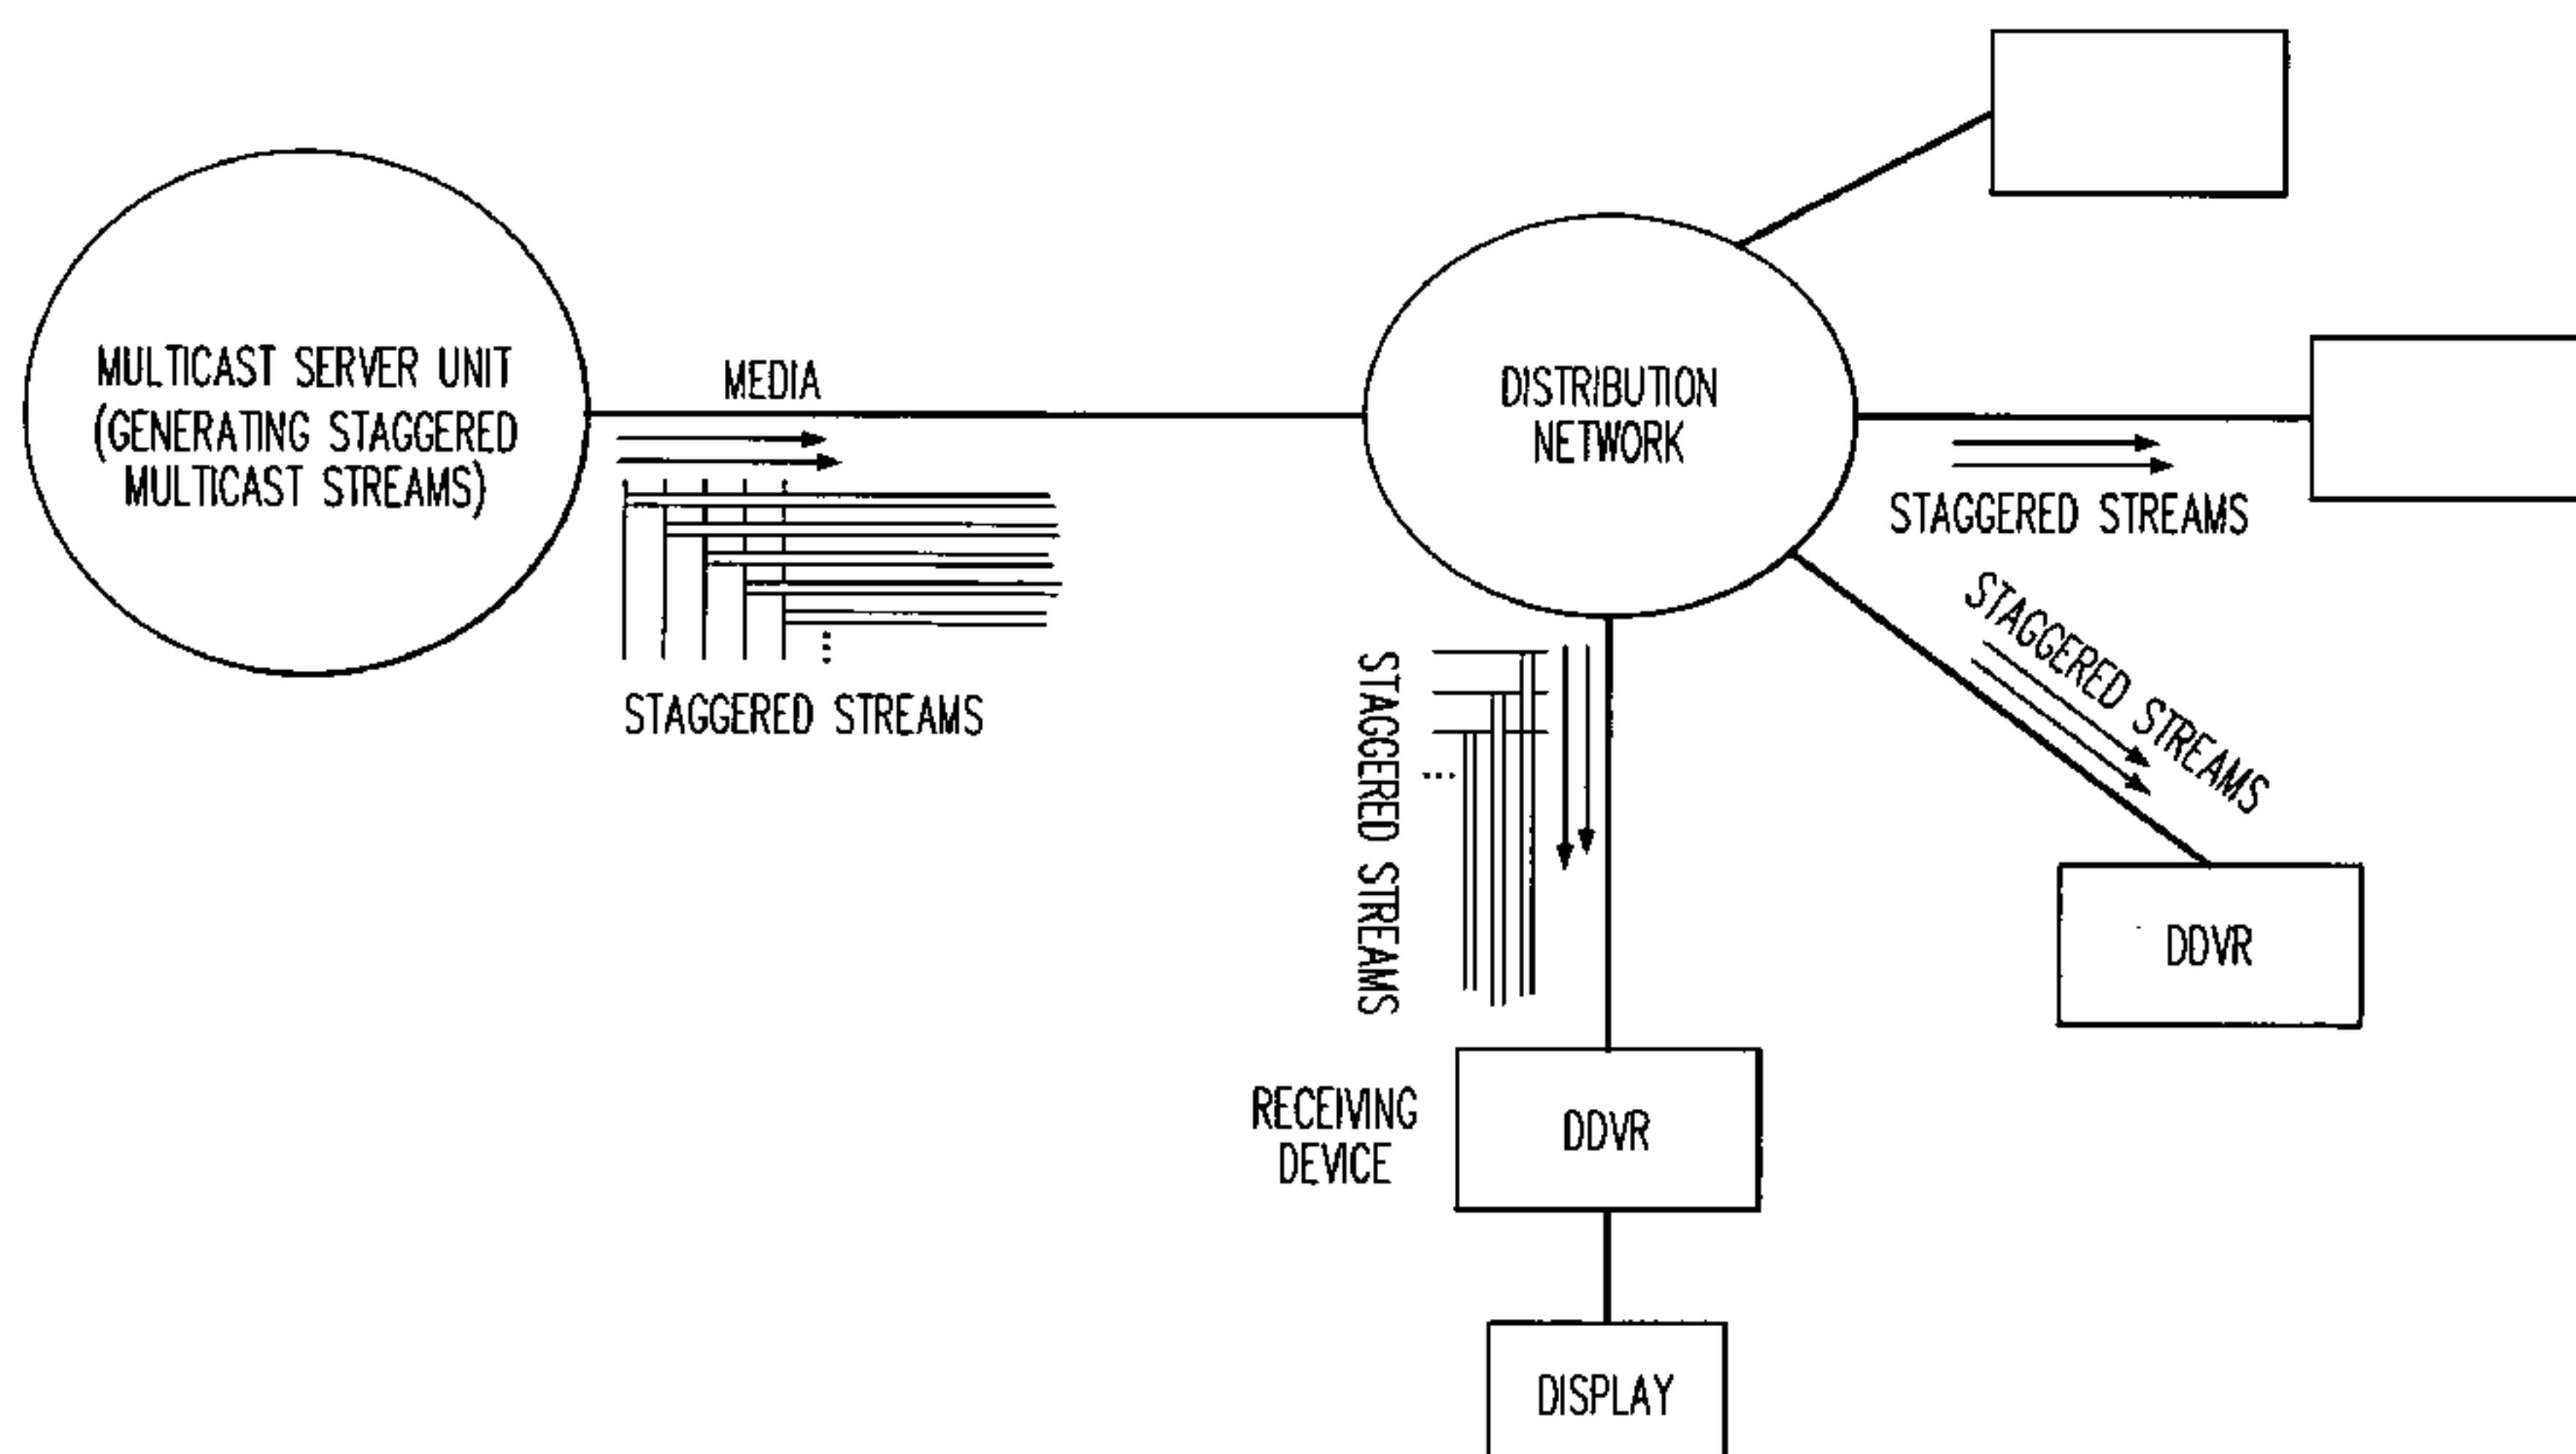 MULTICAST SERVER UNIT
(GENERATING STAGGERED
MULTICAST STREAMS)
MEDIA
STAGGERED STREAMS
DISTRIBUTION
NETWORK
STAGGERED STREAMS
STAGGERED STREAMS
STAGGERED STREAMS
DDVR
RECEIVING
DEVICE
DDVR
DISPLAY